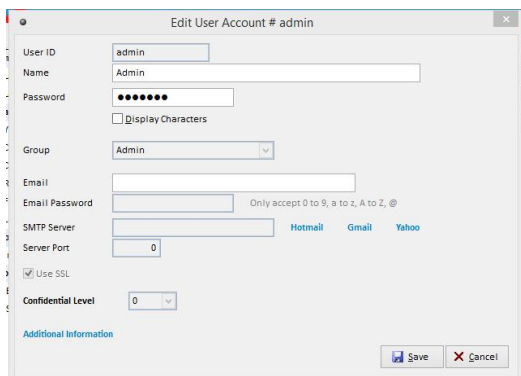 Edit User Account # admin
User ID admin
Name Admin
Password ●●●●●●●
Display Characters
Group Admin
Email
Email Password Only accept 0 to 9, a to z, A to Z, @
SMTP Server Hotmail Gmail Yahoo
Server Port 0
Use SSL
Confidential Level 0
Additional Information
Save Cancel